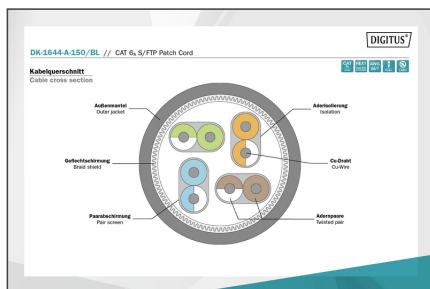 DIGITUS®
DK-1644-A-150/BL // CAT 6A S/FTP Patch Cord
Kabelquerschnitt
Cable cross section
Außenmantel
Outer jacket
Aderisolierung
Isolation
Geflechtschirmung
Braid shield
Cu-Draht
Cu-Wire
Paarabschirmung
Pair screen
Adernpaare
Twisted pair